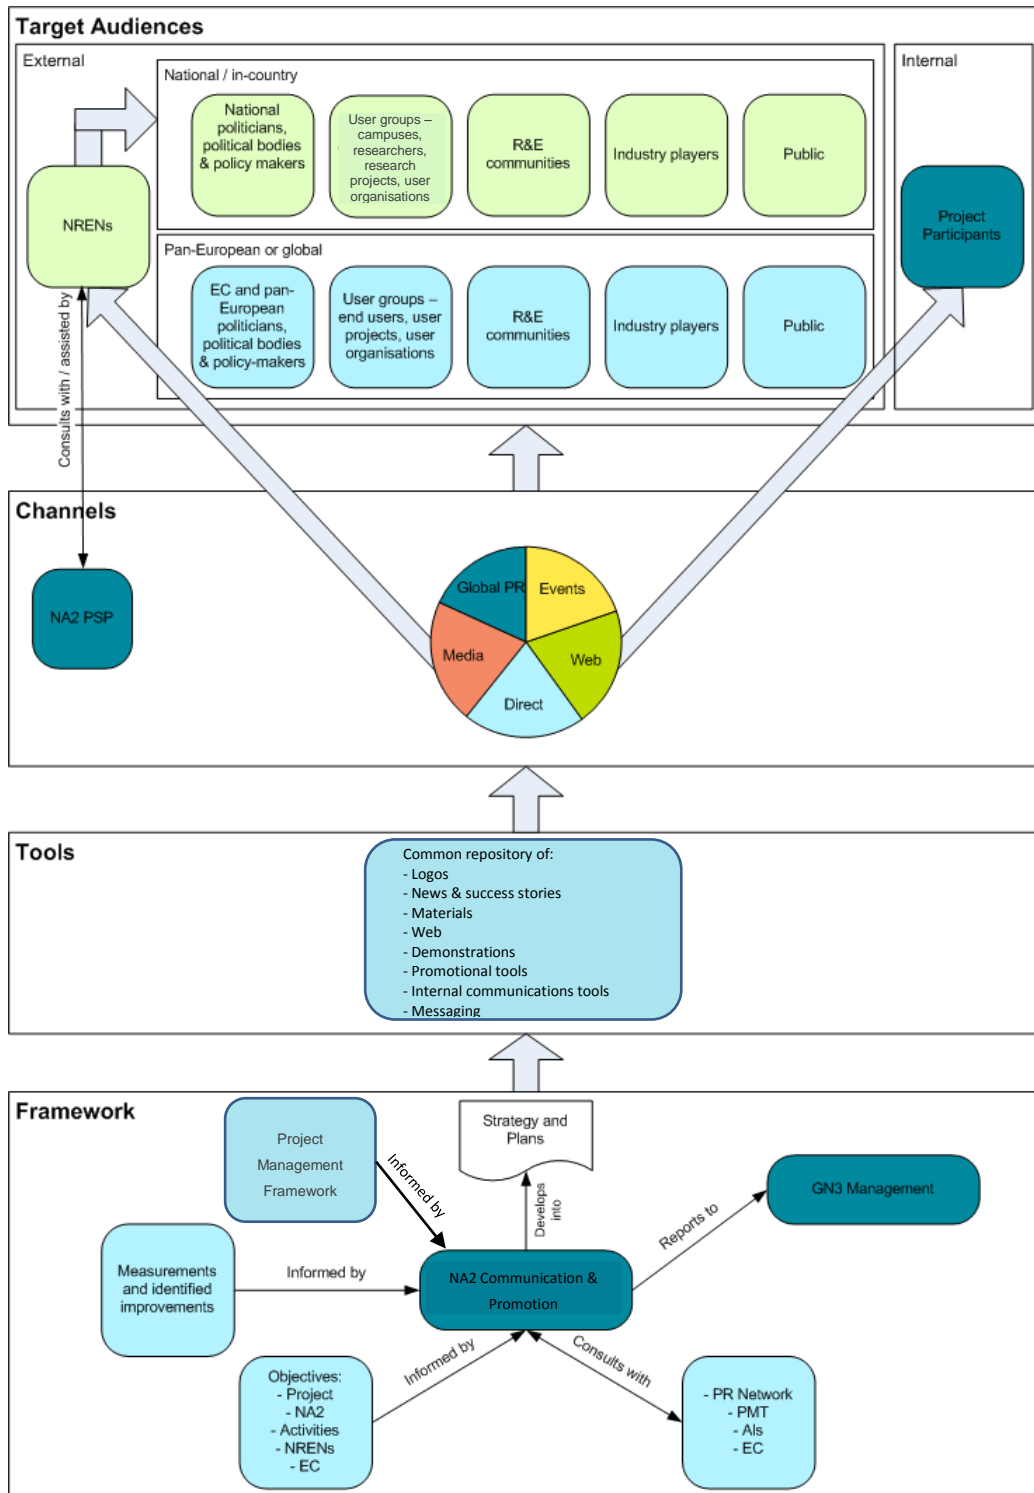 Target Audiences
External
Internal
National / in-country
National
politicians,
political bodies
& policy makers
User groups –
campuses,
researchers,
research
projects, user
organisations
R&E
communities
Industry players
Public
NRENs
Project
Participants
Pan-European or global
EC and pan-
European
politicians,
political bodies
& policy-makers
User groups –
end users, user
projects, user
organisations
R&E
communities
Industry players
Public
Consults with / assisted by
Channels
NA2 PSP
Global PR
Events
Media
Web
Direct
Tools
Common repository of:
- Logos
- News & success stories
- Materials
- Web
- Demonstrations
- Promotional tools
- Internal communications tools
- Messaging
Framework
Strategy and
Plans
Project
Management
Framework
Informed by
Develops
into
GN3 Management
Reports to
Measurements
and identified
improvements
Informed by
NA2 Communication &
Promotion
Informed by
Consults with
Objectives:
- Project
- NA2
- Activities
- NRENs
- EC
- PR Network
- PMT
- Als
- EC